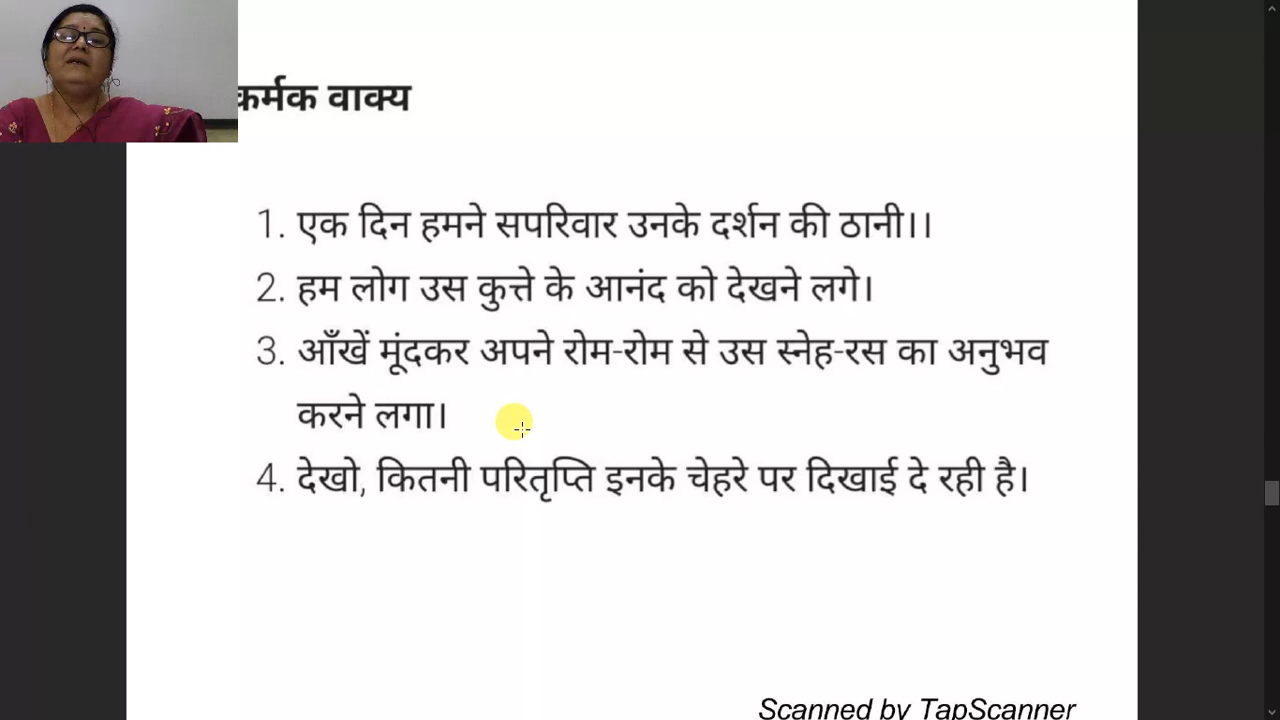 कर्मक वाक्य
1. एक दिन हमने सपरिवार उनके दर्शन की ठानी।।
2. हम लोग उस कुत्ते के आनंद को देखने लगे।
3. आँखें मूंदकर अपने रोम-रोम से उस स्नेह-रस का अनुभव
करने लगा।
4. देखो, कितनी परितृप्ति इनके चेहरे पर दिखाई दे रही है।
Scanned by TapScanner